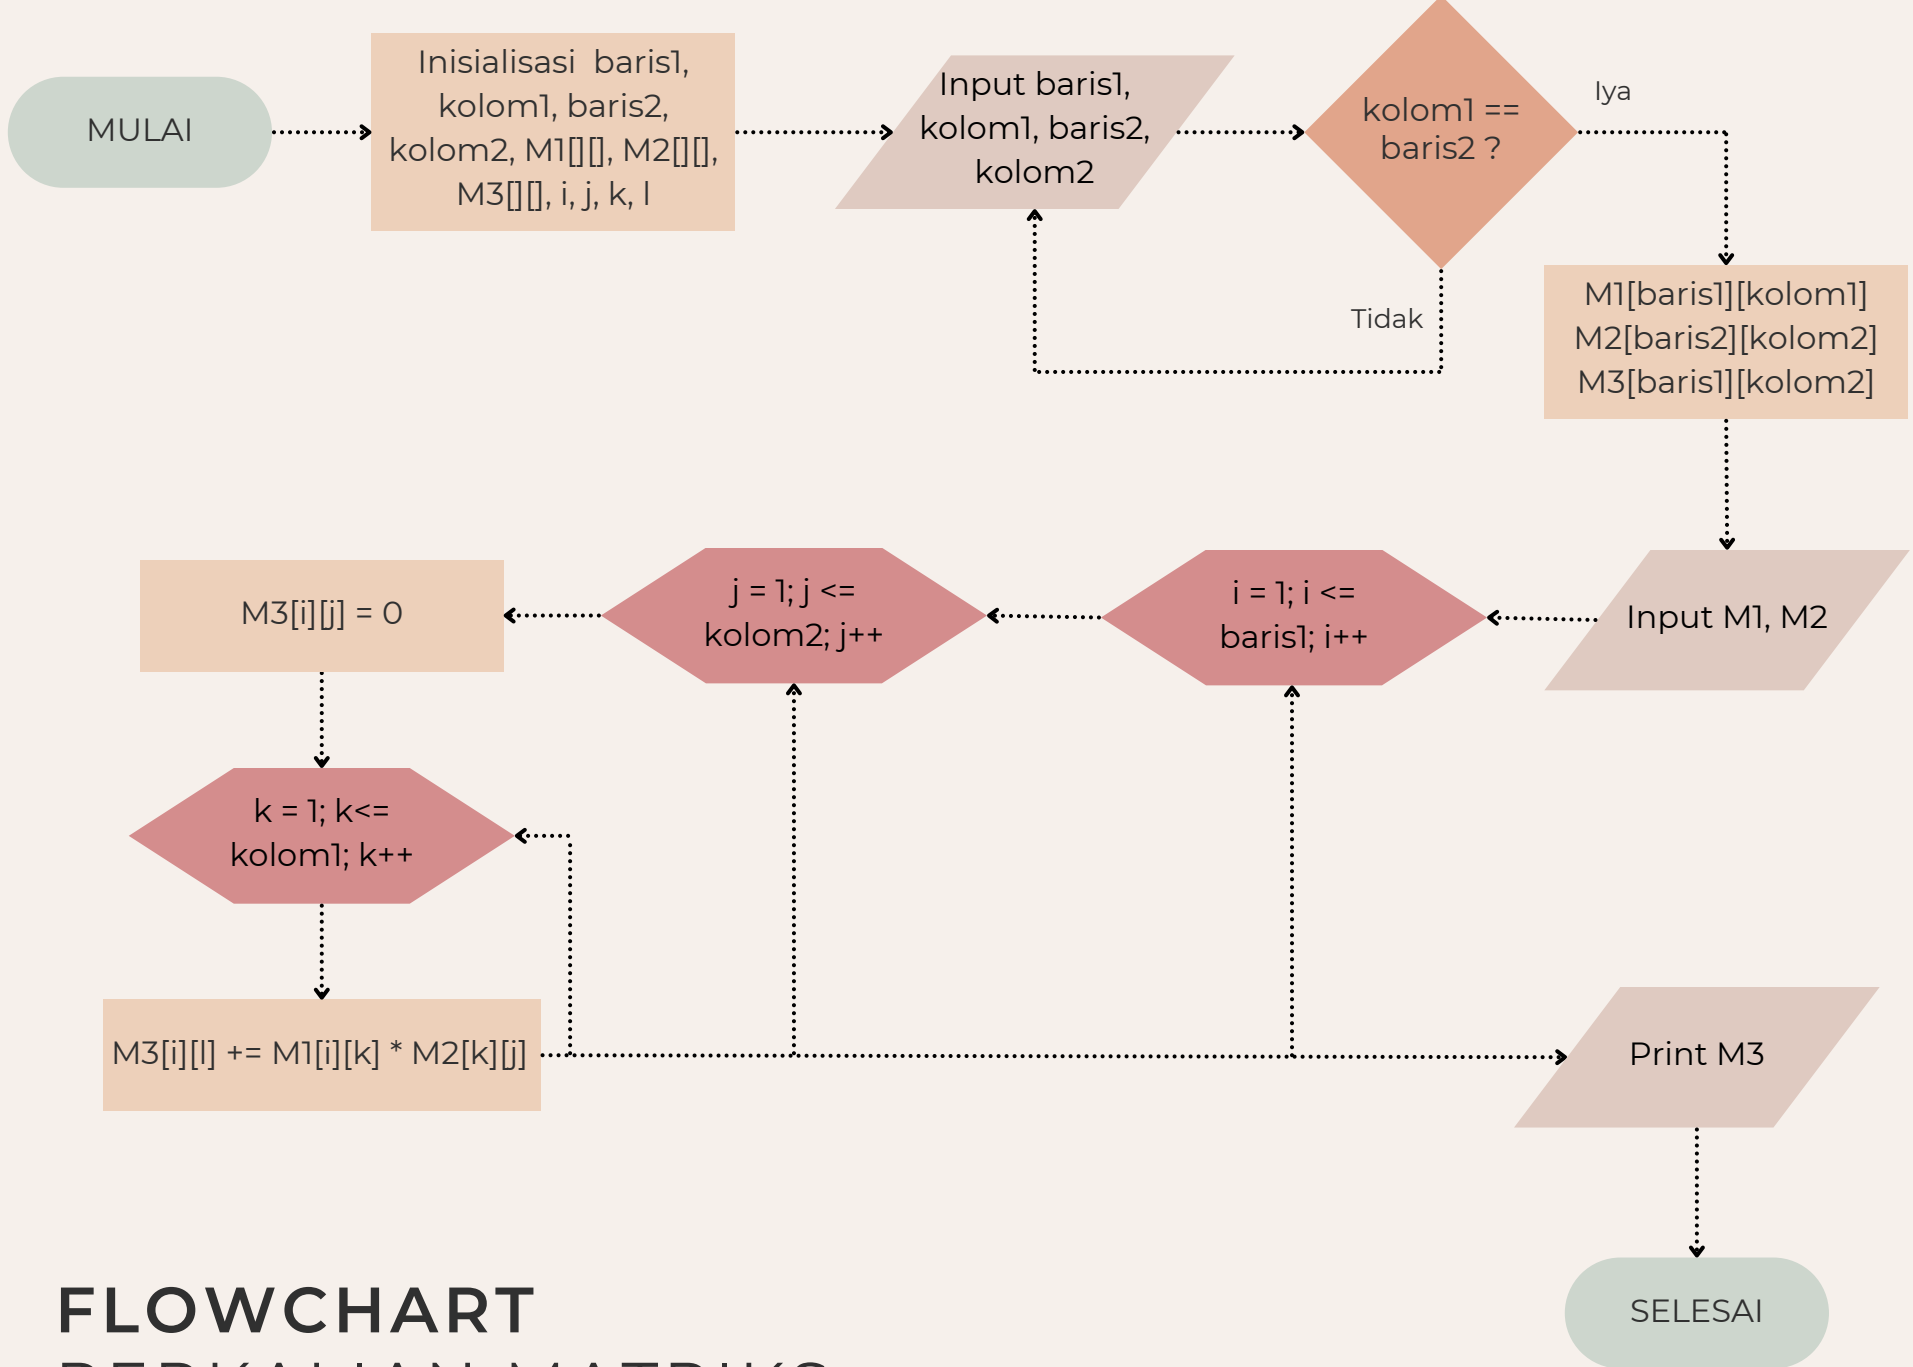 MULAI
Inisialisasi baris1,
kolom1, baris2,
kolom2, M1[][], M2[][],
M3[][], i, j, k, l
Input baris1,
kolom1, baris2,
kolom2
kolom1 ==
baris2 ?
Iya
Tidak
M1[baris1][kolom1]
M2[baris2][kolom2]
M3[baris1][kolom2]
Input M1, M2
i = 1; i <=
baris1; i++
j = 1; j <=
kolom2; j++
M3[i][j] = 0
k = 1; k<=
kolom1; k++
M3[i][l] += M1[i][k] * M2[k][j]
Print M3
SELESAI
FLOWCHART
PERKALIAN MATRIKS